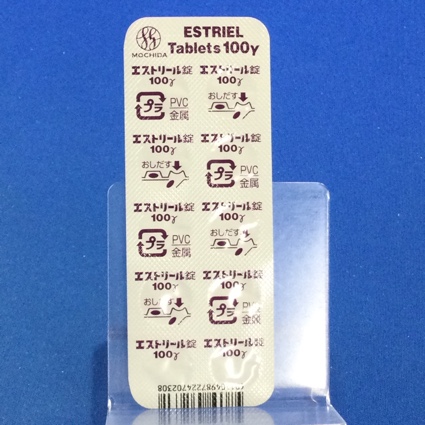 MOCHIDA
ESTRIEL
Tablets 100γ
エストリール錠 エストリール錠
100γ 100γ
プラ PVC 金属 おしだす
エストリール錠 エストリール錠
100γ 100γ
おしだす プラ PVC 金属
エストリール錠 エストリール錠
100γ 100γ
プラ PVC 金属 おしだす
エストリール錠 エストリール錠
100γ 100γ
おしだす プラ PVC 金属
エストリール錠 エストリール錠
100γ 100γ